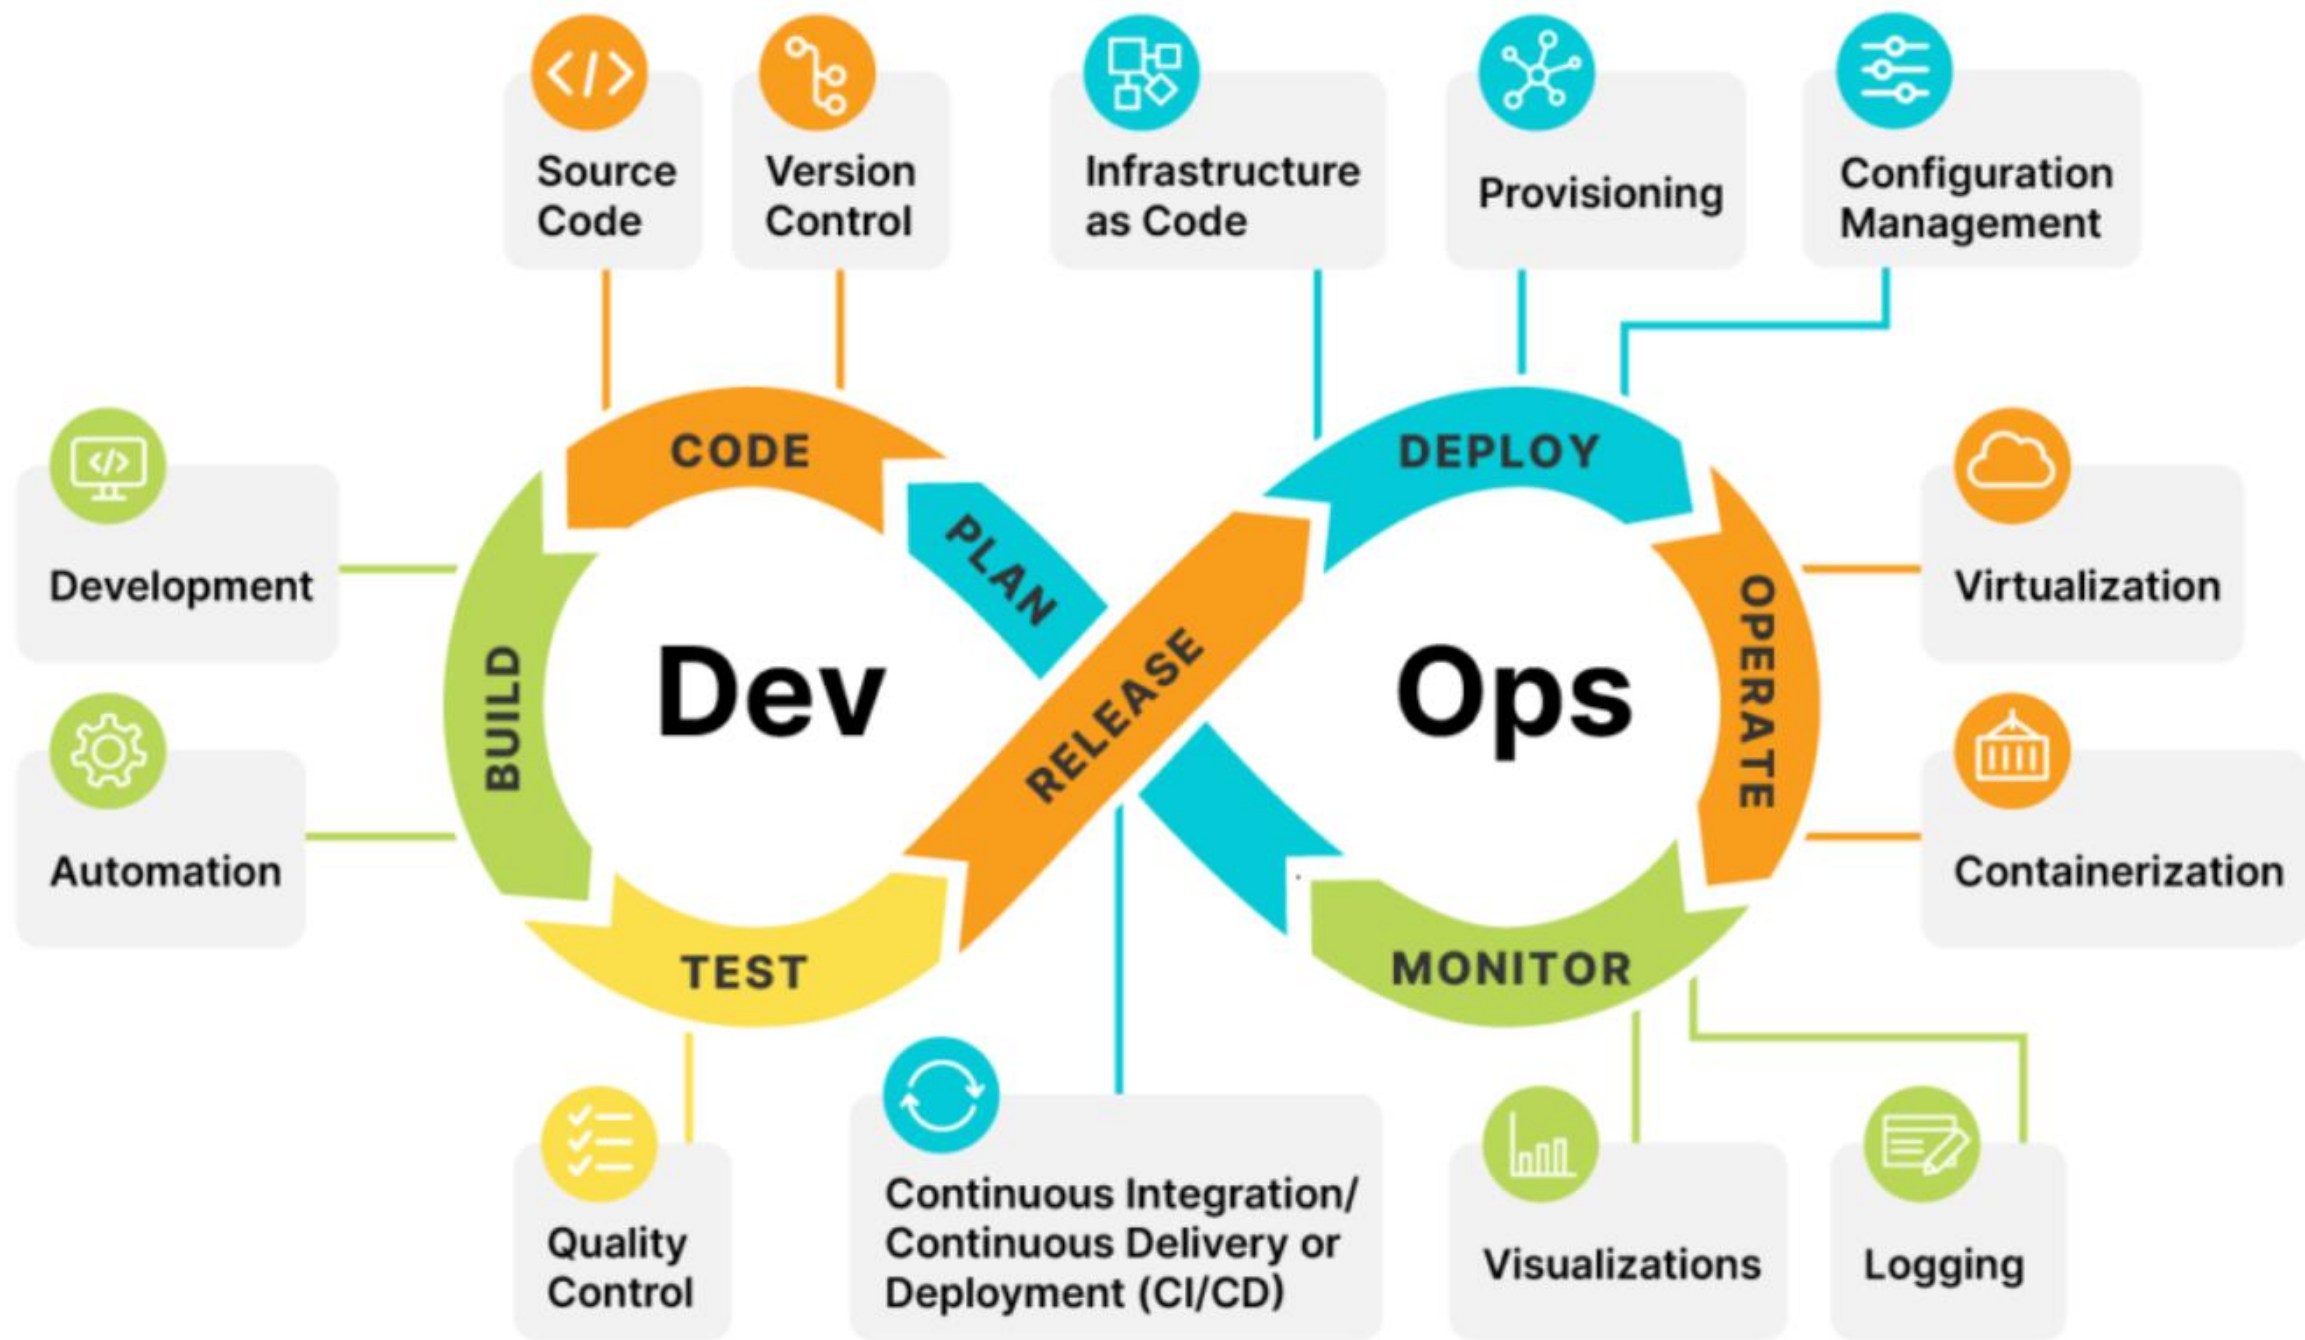 Source
Code
Version
Control
Infrastructure
as Code
Provisioning
Configuration
Management
CODE
DEPLOY
PLAN
Development
Virtualization
BUILD
Dev
RELEASE
Ops
OPERATE
Automation
Containerization
TEST
MONITOR
Quality
Control
Continuous Integration/
Continuous Delivery or
Deployment (CI/CD)
Visualizations
Logging